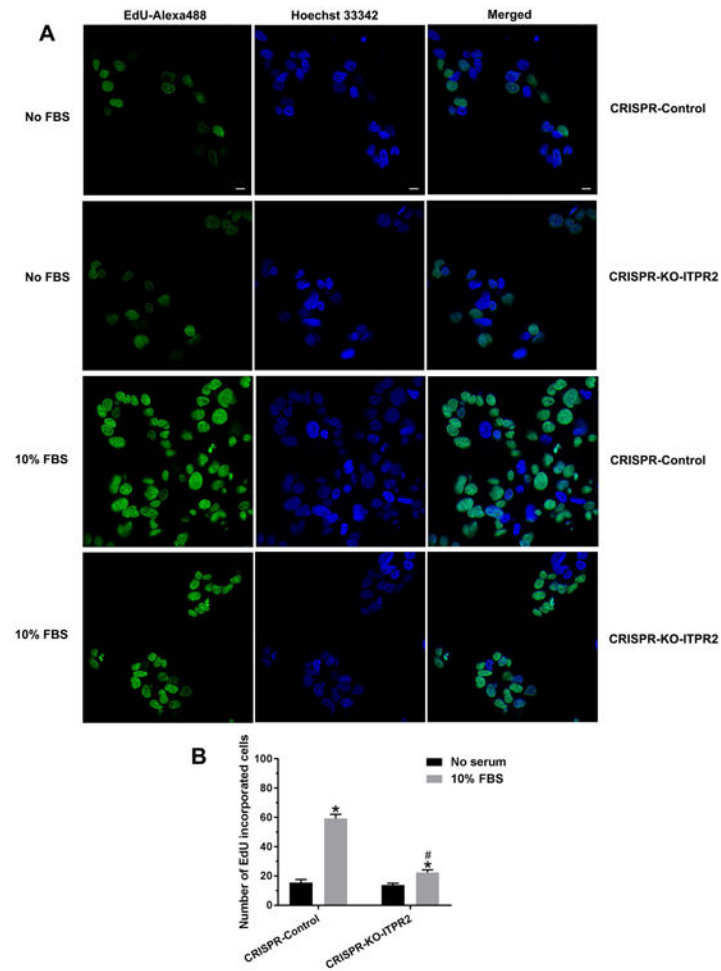 A
EdU-Alexa488 Hoechst 33342 Merged
No FBS CRISPR-Control
No FBS CRISPR-KO-ITPR2
10% FBS CRISPR-Control
10% FBS CRISPR-KO-ITPR2
B
Number of EdU incorporated cells
100
80
60
40
20
0
No serum
10% FBS
*
#
*
CRISPR-Control
CRISPR-KO-ITPR2